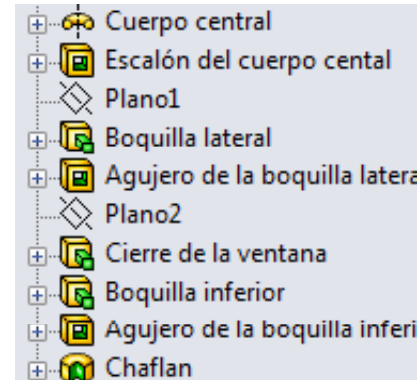 Cuerpo central
Escalón del cuerpo cental
Plano1
Boquilla lateral
Agujero de la boquilla latera
Plano2
Cierre de la ventana
Boquilla inferior
Agujero de la boquilla inferi
Chaflan